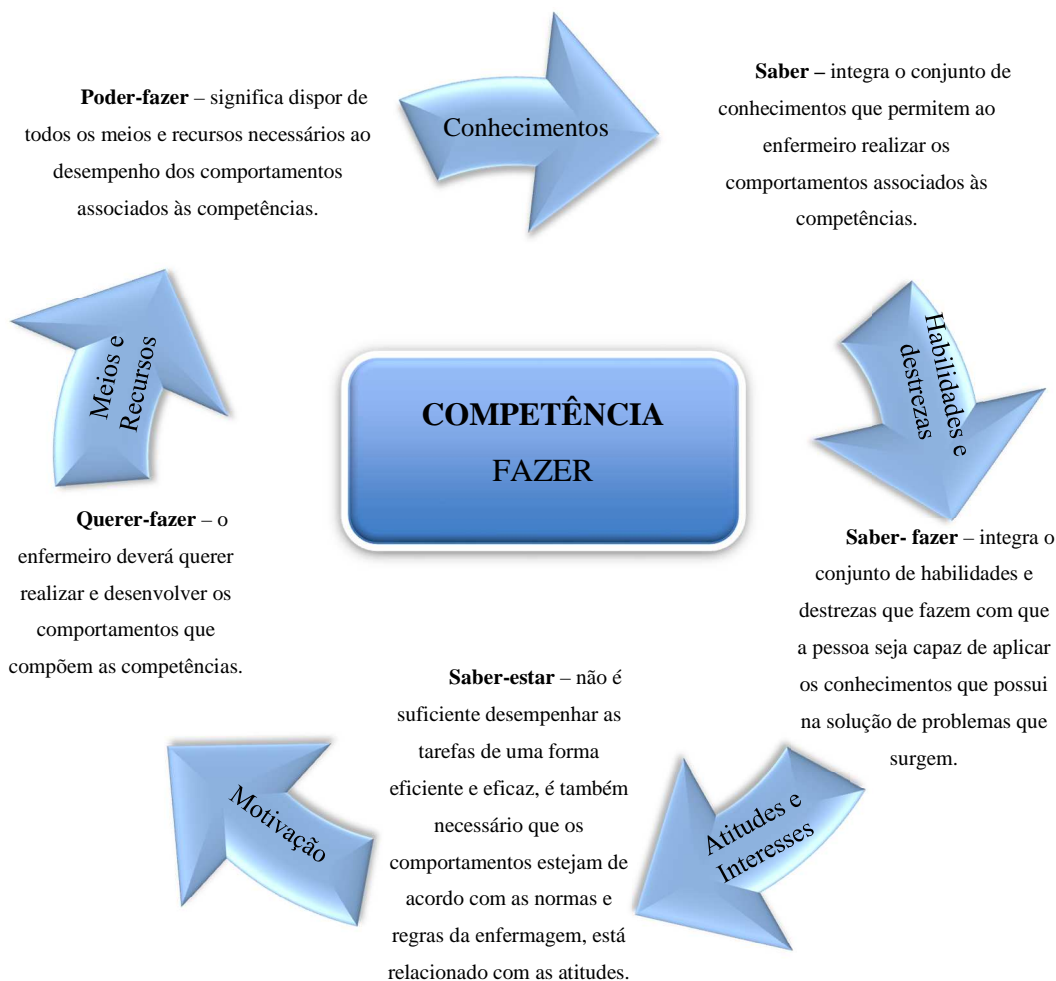 Poder-fazer – significa dispor de
todos os meios e recursos necessários ao
desempenho dos comportamentos
associados às competências.
Conhecimentos
Saber – integra o conjunto de
conhecimentos que permitem ao
enfermeiro realizar os
comportamentos associados às
competências.
Habilidades e
destrezas
Meios e
Recursos
COMPETÊNCIA
FAZER
Querer-fazer – o
enfermeiro deverá querer
realizar e desenvolver os
comportamentos que
compõem as competências.
Saber- fazer – integra o
conjunto de habilidades e
destrezas que fazem com que
a pessoa seja capaz de aplicar
os conhecimentos que possui
na solução de problemas que
surgem.
Saber-estar – não é
suficiente desempenhar as
tarefas de uma forma
eficiente e eficaz, é também
necessário que os
comportamentos estejam de
acordo com as normas e
regras da enfermagem, está
relacionado com as atitudes.
Motivação
Atitudes e
Interesses